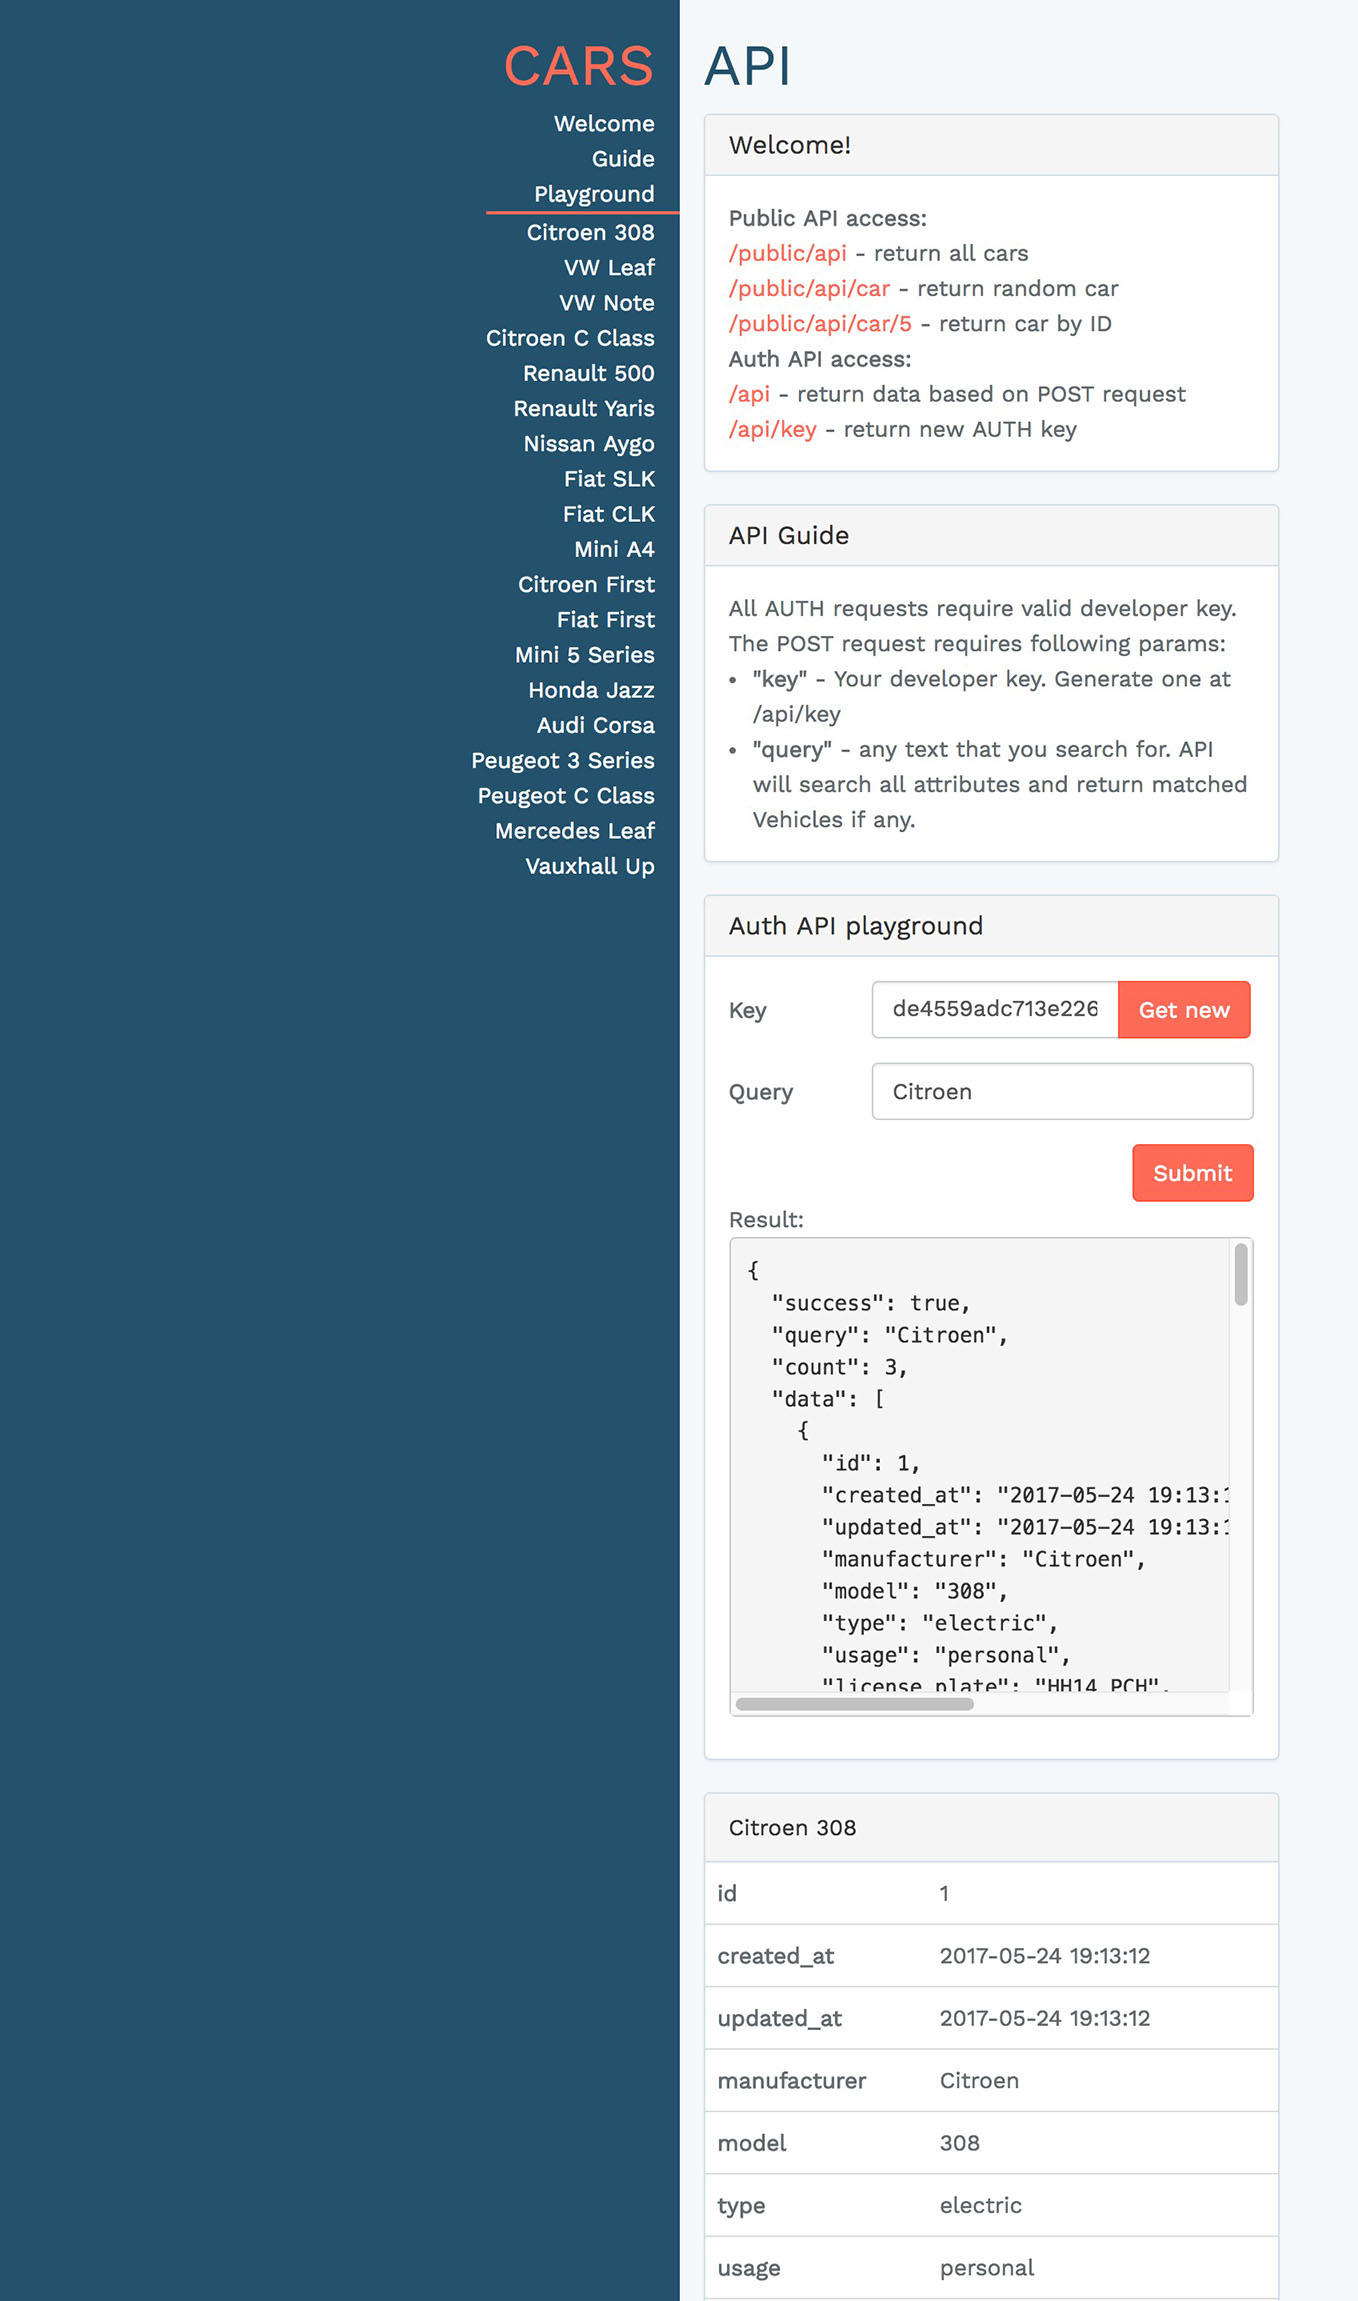 CARS
Welcome
Guide
Playground
Citroen 308
VW Leaf
VW Note
Citroen C Class
Renault 500
Renault Yaris
Nissan Aygo
Fiat SLK
Fiat CLK
Mini A4
Citroen First
Fiat First
Mini 5 Series
Honda Jazz
Audi Corsa
Peugeot 3 Series
Peugeot C Class
Mercedes Leaf
Vauxhall Up
API
Welcome!
Public API access:
/public/api - return all cars
/public/api/car - return random car
/public/api/car/5 - return car by ID
Auth API access:
/api - return data based on POST request
/api/key - return new AUTH key
API Guide
All AUTH requests require valid developer key.
The POST request requires following params:
• "key" - Your developer key. Generate one at
/api/key
• "query" - any text that you search for. API
will search all attributes and return matched
Vehicles if any.
Auth API playground
Key de4559adc713e226 Get new
Query Citroen
Submit
Result:
{
"success": true,
"query": "Citroen",
"count": 3,
"data": [
{
"id": 1,
"created_at": "2017-05-24 19:13:1
"updated_at": "2017-05-24 19:13:1
"manufacturer": "Citroen",
"model": "308",
"type": "electric",
"usage": "personal",
"license_plate": "HH14 PCH",
Citroen 308
id 1
created_at 2017-05-24 19:13:12
updated_at 2017-05-24 19:13:12
manufacturer Citroen
model 308
type electric
usage personal